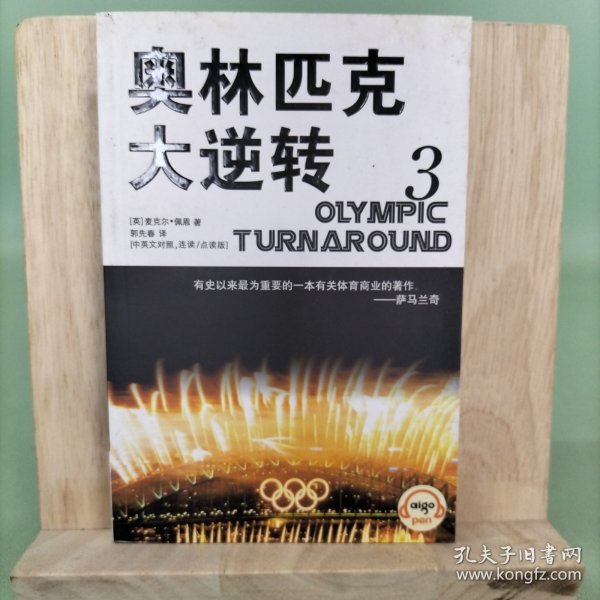 奥林匹克
大逆转 3
OLYMPIC
TURNAROUND
[英]麦克尔·佩恩 著
郭先春 译
[中英文对照,连读/点读版]
有史以来最为重要的一本有关体育商业的著作.
——萨马兰奇
aigo
pen
孔夫子旧书网
www.kongfz.com